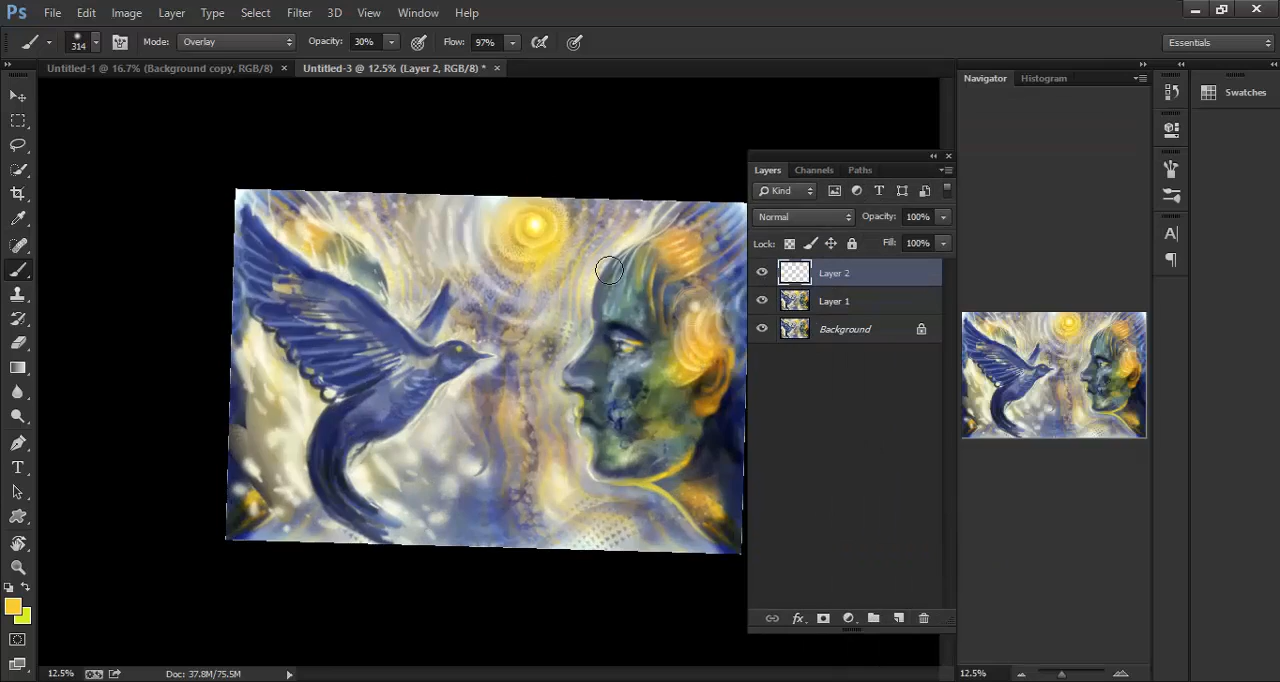 Ps File Edit Image Layer Type Select Filter 3D View Window Help
314 Mode: Overlay Opacity: 30% Flow: 97% Essentials
Untitled-1 @ 16.7% (Background copy, RGB/8) × Untitled-3 @ 12.5% (Layer 2, RGB/8) * ×
Navigator Histogram
Swatches
Layers Channels Paths
Kind
Normal Opacity: 100%
Lock: Fill: 100%
Layer 2
Layer 1
Background
12.5% Doc: 37.8M/75.5M
12.5%